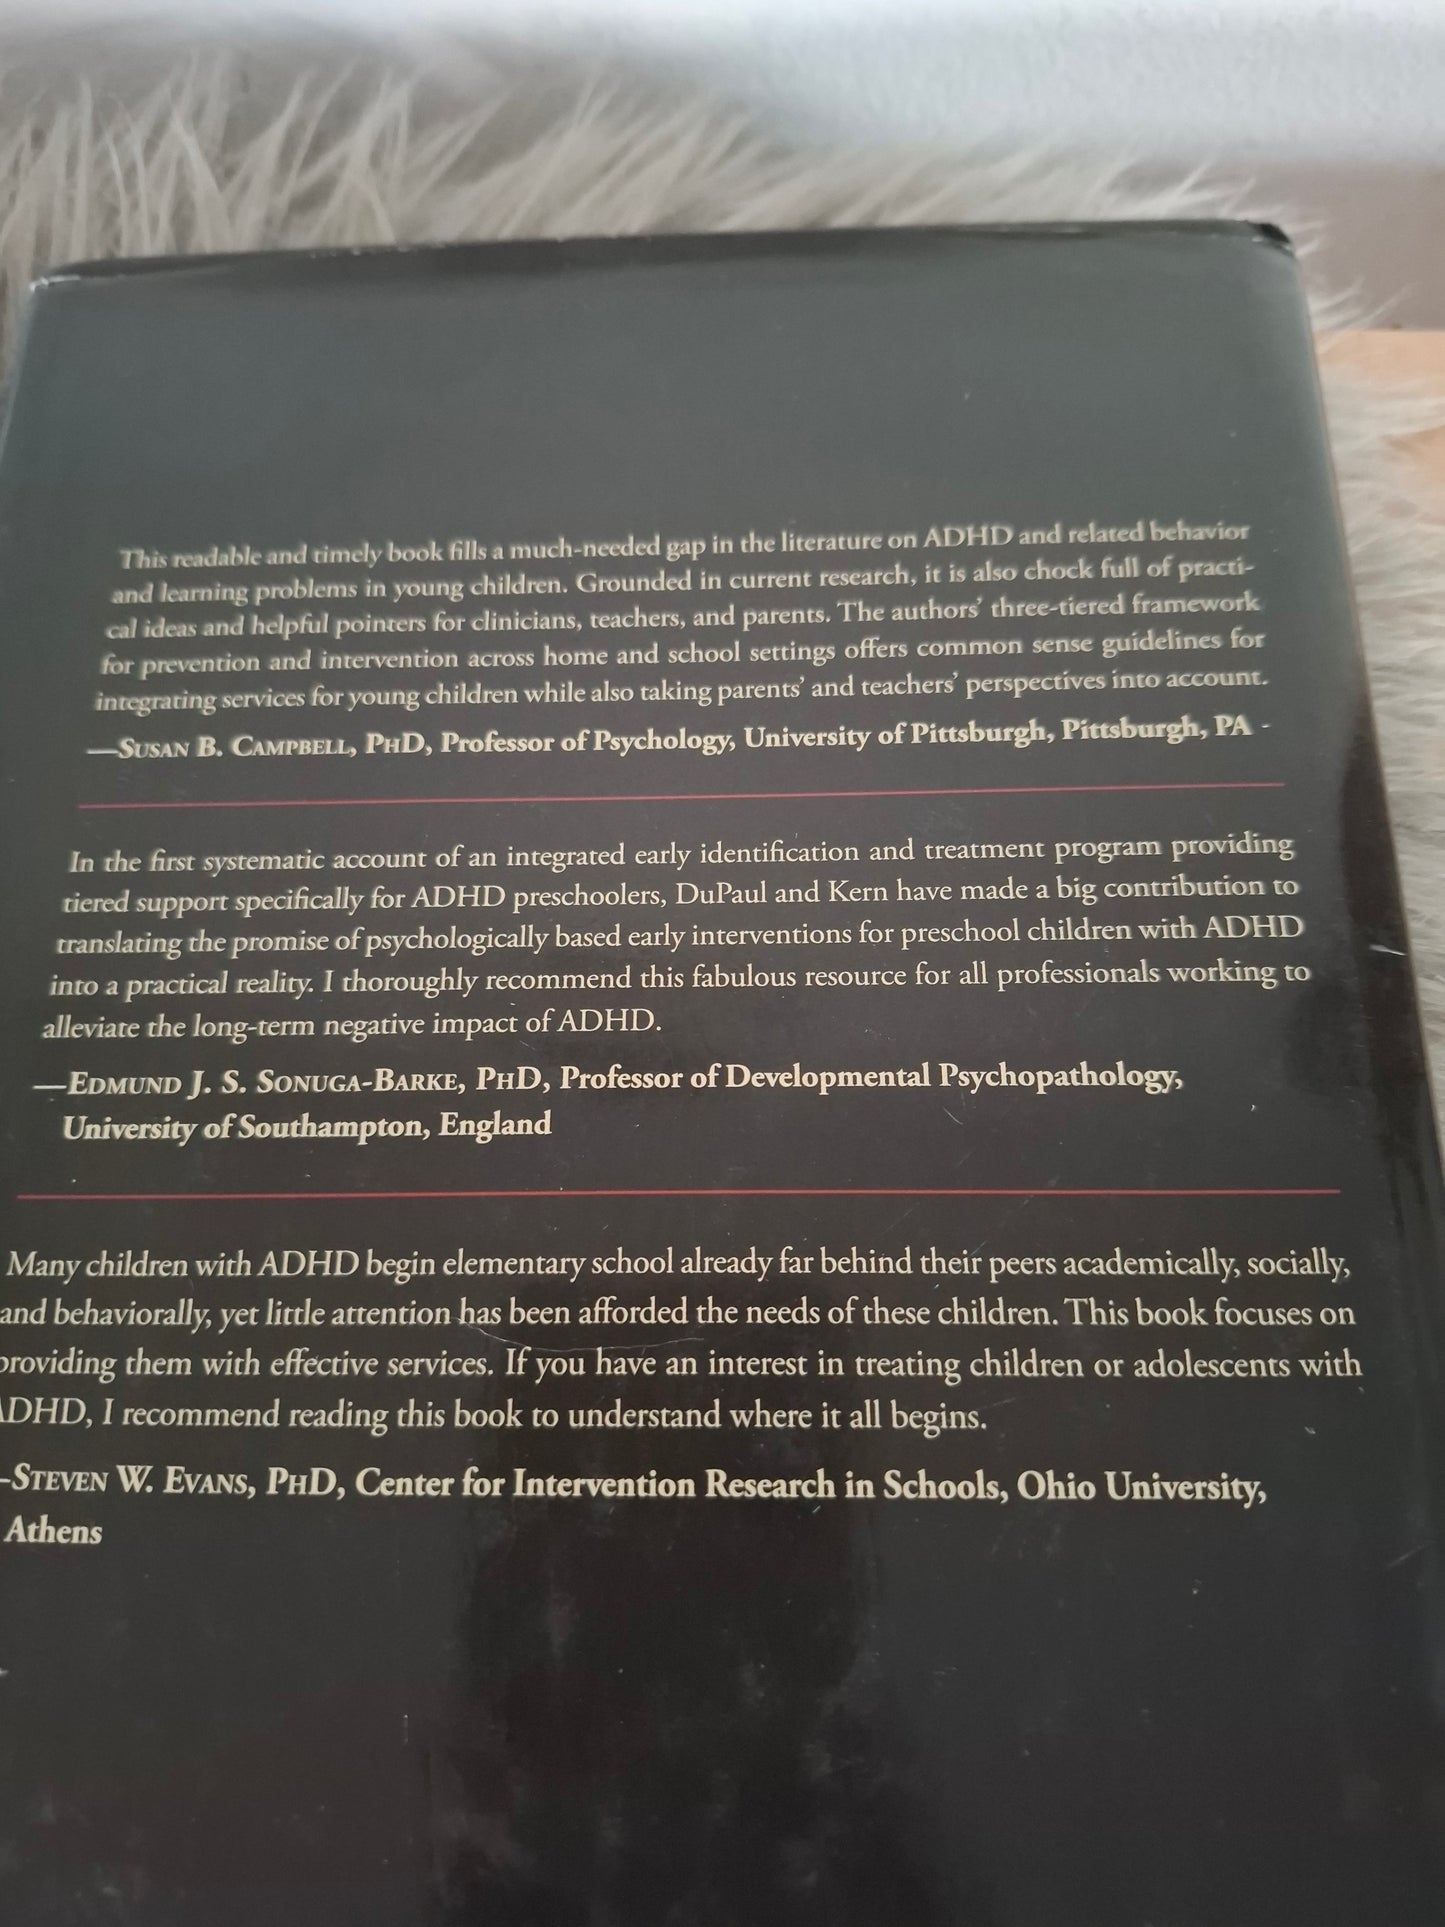 This readable and timely book fills a much-needed gap in the literature on ADHD and related behavior
and learning problems in young children. Grounded in current research, it is also chock full of practi-
cal ideas and helpful pointers for clinicians, teachers, and parents. The authors' three-tiered framework
for prevention and intervention across home and school settings offers common sense guidelines for
integrating services for young children while also taking parents' and teachers' perspectives into account.
—SUSAN B. CAMPBELL, PHD, Professor of Psychology, University of Pittsburgh, Pittsburgh, PA
In the first systematic account of an integrated early identification and treatment program providing
tiered support specifically for ADHD preschoolers, DuPaul and Kern have made a big contribution to
translating the promise of psychologically based early interventions for preschool children with ADHD
into a practical reality. I thoroughly recommend this fabulous resource for all professionals working to
alleviate the long-term negative impact of ADHD.
—EDMUND J. S. SONUGA-BARKE, PHD, Professor of Developmental Psychopathology,
University of Southampton, England
Many children with ADHD begin elementary school already far behind their peers academically, socially,
and behaviorally, yet little attention has been afforded the needs of these children. This book focuses on
providing them with effective services. If you have an interest in treating children or adolescents with
ADHD, I recommend reading this book to understand where it all begins.
—STEVEN W. EVANS, PHD, Center for Intervention Research in Schools, Ohio University,
Athens